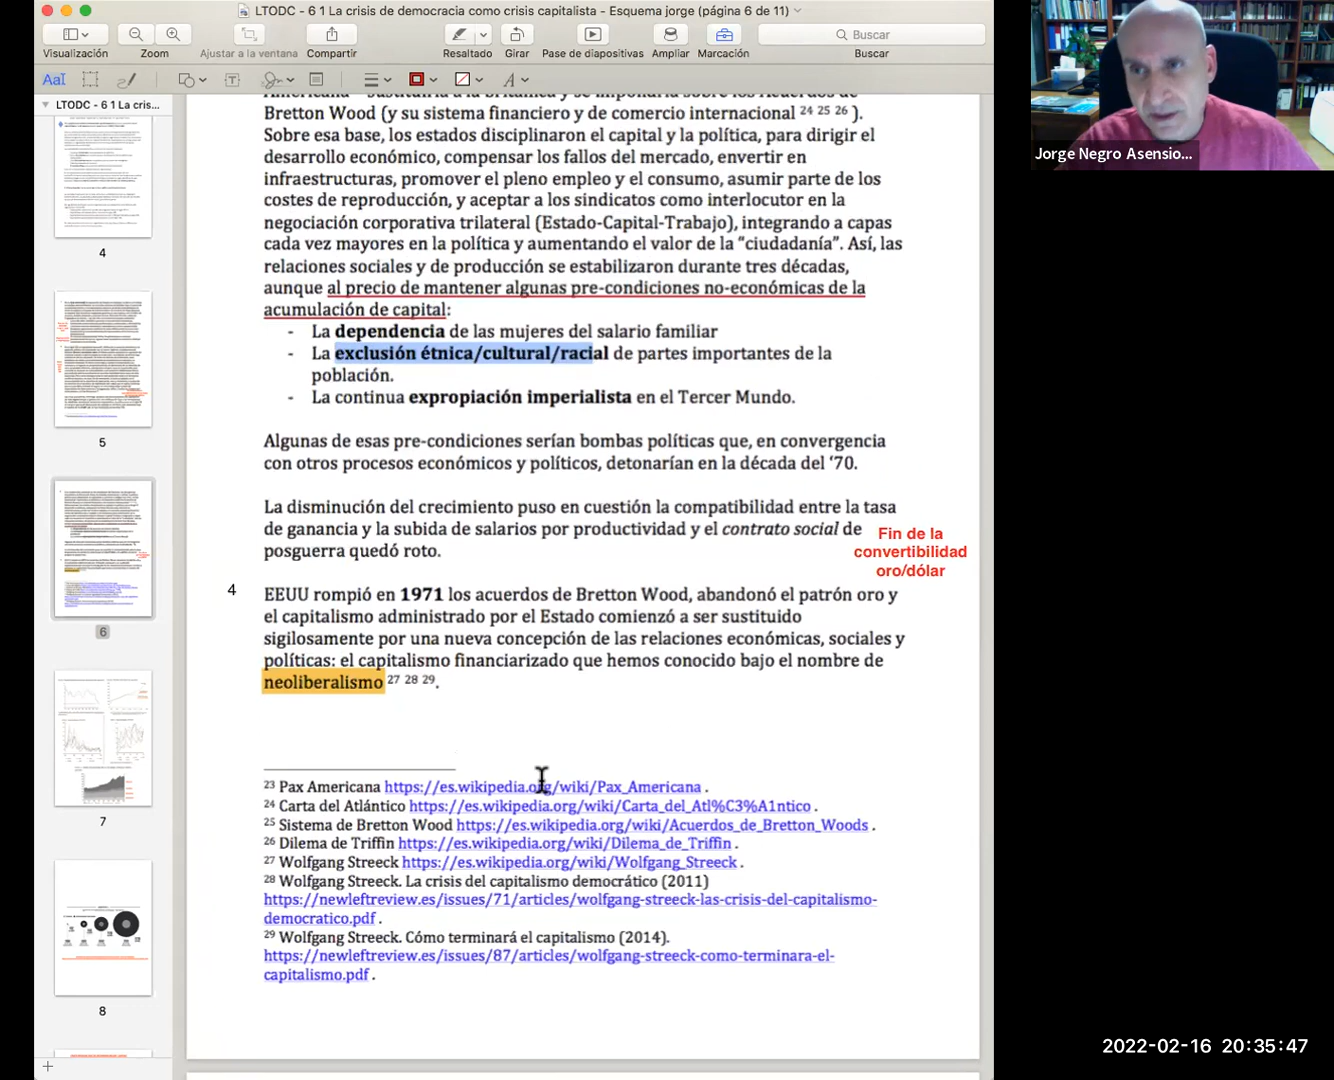 LTODC - 6 1 La crisis de democracia como crisis capitalista - Esquema jorge (página 6 de 11)
Visualización
Zoom
Ajustar a la ventana
Compartir
Resaltado
Girar
Pase de diapositivas
Ampliar
Marcación
Buscar
Buscar
LTODC - 6 1 La cris...
4
5
6
7
8
Bretton Wood (y su sistema financiero y de comercio internacional 24 25 26 ).
Sobre esa base, los estados disciplinaron el capital y la política, para dirigir el
desarrollo económico, compensar los fallos del mercado, envertir en
infraestructuras, promover el pleno empleo y el consumo, asumir parte de los
costes de reproducción, y aceptar a los sindicatos como interlocutor en la
negociación corporativa trilateral (Estado-Capital-Trabajo), integrando a capas
cada vez mayores en la política y aumentando el valor de la “ciudadanía”. Así, las
relaciones sociales y de producción se estabilizaron durante tres décadas,
aunque al precio de mantener algunas pre-condiciones no-económicas de la
acumulación de capital:
- La dependencia de las mujeres del salario familiar
- La exclusión étnica/cultural/racial de partes importantes de la
población.
- La continua expropiación imperialista en el Tercer Mundo.
Algunas de esas pre-condiciones serían bombas políticas que, en convergencia
con otros procesos económicos y políticos, detonarían en la década del ‘70.
La disminución del crecimiento puso en cuestión la compatibilidad entre la tasa
de ganancia y la subida de salarios por productividad y el contrato social de
posguerra quedó roto.
Fin de la
convertibilidad
oro/dólar
4
EEUU rompió en 1971 los acuerdos de Bretton Wood, abandonó el patrón oro y
el capitalismo administrado por el Estado comienzó a ser sustituido
sigilosamente por una nueva concepción de las relaciones económicas, sociales y
políticas: el capitalismo financiarizado que hemos conocido bajo el nombre de
neoliberalismo 27 28 29.
23 Pax Americana https://es.wikipedia.org/wiki/Pax_Americana .
24 Carta del Atlántico https://es.wikipedia.org/wiki/Carta_del_Atl%C3%A1ntico .
25 Sistema de Bretton Wood https://es.wikipedia.org/wiki/Acuerdos_de_Bretton_Woods .
26 Dilema de Triffin https://es.wikipedia.org/wiki/Dilema_de_Triffin .
27 Wolfgang Streeck https://es.wikipedia.org/wiki/Wolfgang_Streeck .
28 Wolfgang Streeck. La crisis del capitalismo democrático (2011)
https://newleftreview.es/issues/71/articles/wolfgang-streeck-las-crisis-del-capitalismo-
democratico.pdf .
29 Wolfgang Streeck. Cómo terminará el capitalismo (2014).
https://newleftreview.es/issues/87/articles/wolfgang-streeck-como-terminara-el-
capitalismo.pdf .
Jorge Negro Asensio...
2022-02-16 20:35:47